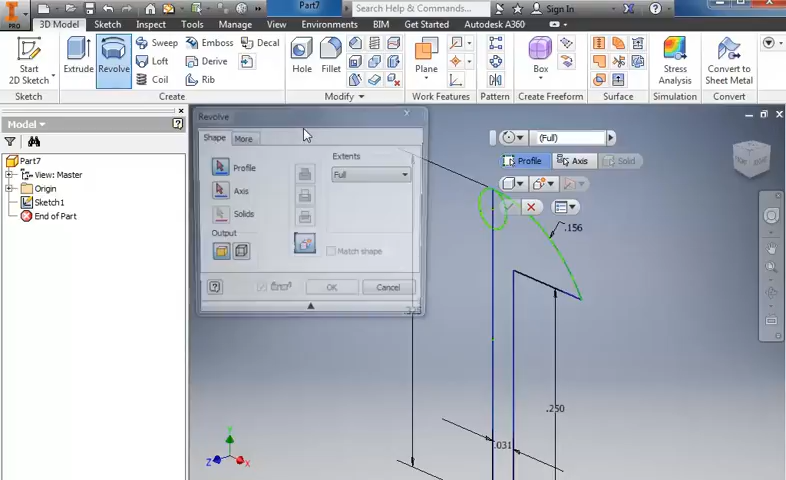 Part7
Search Help & Commands...
Sign In
PRO
3D Model
Sketch
Inspect
Tools
Manage
View
Environments
BIM
Get Started
Autodesk A360
Start
2D Sketch
Extrude
Revolve
Sweep
Loft
Coil
Emboss
Derive
Rib
Decal
Hole
Fillet
Plane
Box
Stress
Analysis
Convert to
Sheet Metal
Sketch
Create
Modify
Work Features
Pattern
Create Freeform
Surface
Simulation
Convert
Model
Part7
View: Master
Origin
Sketch1
End of Part
Revolve
Shape
More
Profile
Axis
Solids
Output
Extents
Full
Match shape
OK
Cancel
(Full)
Profile
Axis
Solid
.156
.325
.250
.031
Y
Z
X